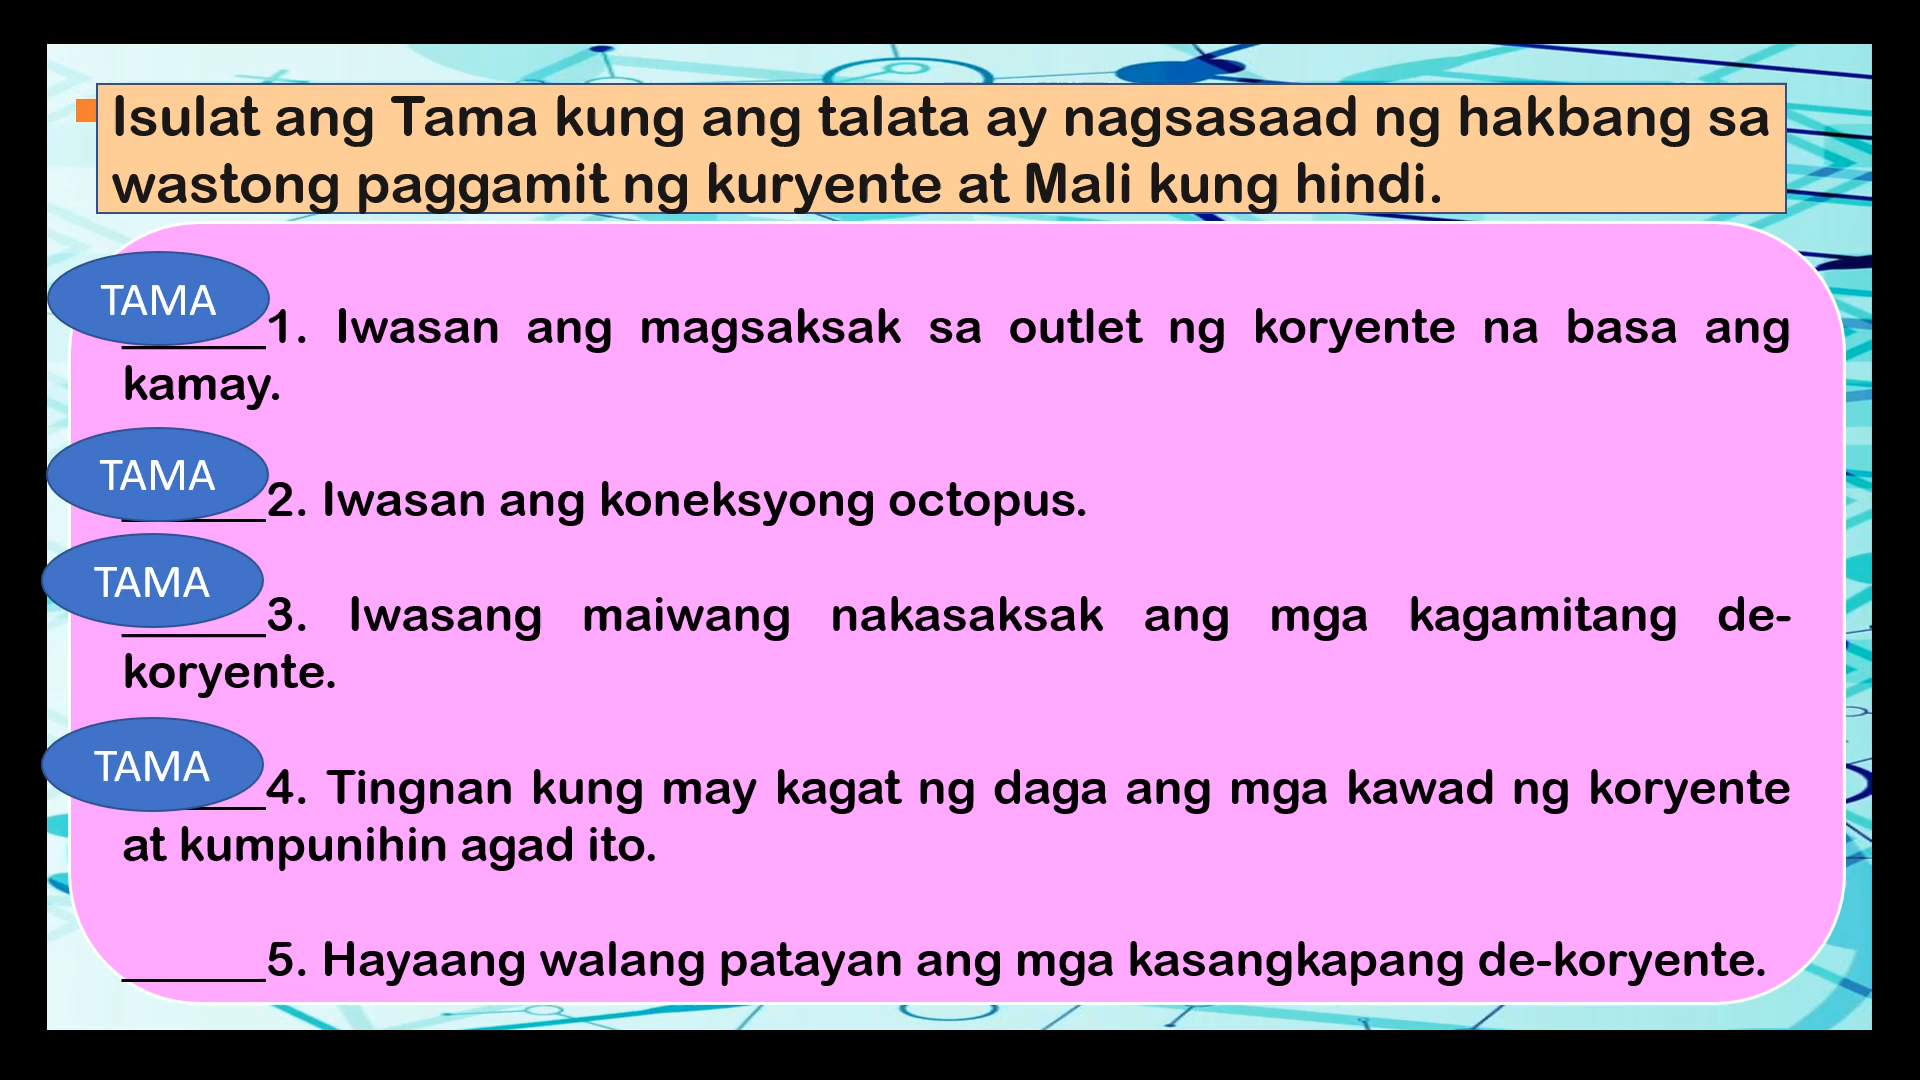 Isulat ang Tama kung ang talata ay nagsasaad ng hakbang sa
wastong paggamit ng kuryente at Mali kung hindi.
TAMA
______1. Iwasan ang magsaksak sa outlet ng koryente na basa ang
kamay.
TAMA
______2. Iwasan ang koneksyong octopus.
TAMA
______3. Iwasang maiwang nakasaksak ang mga kagamitang de-
koryente.
TAMA
______4. Tingnan kung may kagat ng daga ang mga kawad ng koryente
at kumpunihin agad ito.
______5. Hayaang walang patayan ang mga kasangkapang de-koryente.